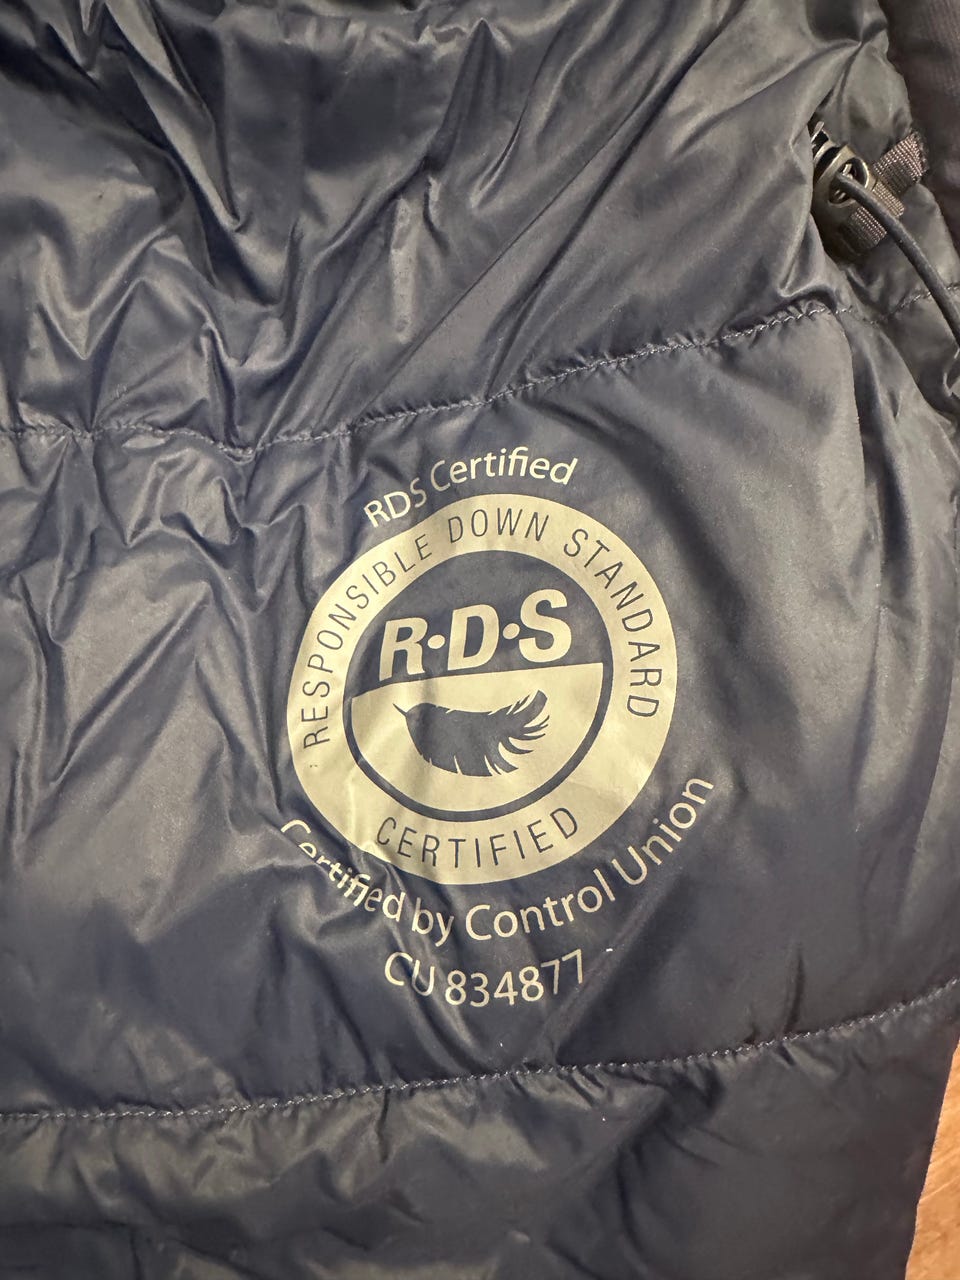 RDS Certified
RESPONSIBLE DOWN STANDARD
R·D·S
CERTIFIED
Certified by Control Union
CU 834877